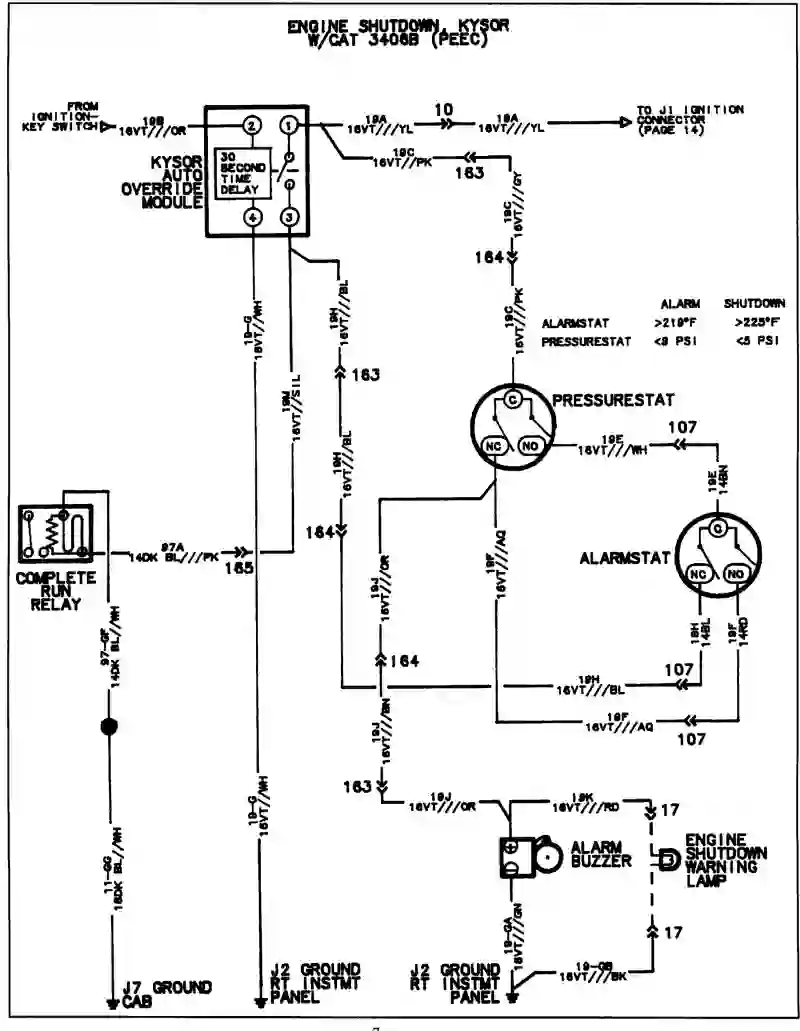 ENGINE SHUTDOWN, KYSOR
W/CAT 3406B (PEEC)
FROM
IGNITION-
KEY SWITCH
19B
16VT///OR
2
1
19A
16VT///YL
10
19A
16VT///YL
TO J1 IGNITION
CONNECTOR
(PAGE 14)
KYSOR
AUTO
OVERRIDE
MODULE
30
SECOND
TIME
DELAY
4
3
19C
16VT///PK
163
19C
16VT///GY
164
19C
16VT///PK
ALARM SHUTDOWN
ALARMSTAT >219°F >225°F
PRESSURESTAT <9 PSI <5 PSI
19-G
16VT//WH
19M
16VT//SIL
19H
16VT///BL
163
19H
16VT///BL
164
C
PRESSURESTAT
NC
NO
19E
16VT///WH
107
19E
14BN
C
ALARMSTAT
NC
NO
COMPLETE
RUN
RELAY
97A
14DK BL///PK
165
97-GF
14DK BL//WH
19J
16VT///OR
19F
16VT///AQ
18H
14BL
19F
14RD
164
19H
16VT///BL
107
19F
16VT///AQ
107
19J
16VT///BN
163
19J
16VT///OR
19K
16VT///RD
17
19-G
16VT//WH
ALARM
BUZZER
ENGINE
SHUTDOWN
WARNING
LAMP
11-GG
18DK BL//WH
19-GA
16VT///GN
17
19-GB
16VT///BK
J7 GROUND
CAB
J2 GROUND
RT INSTMT
PANEL
J2 GROUND
RT INSTMT
PANEL